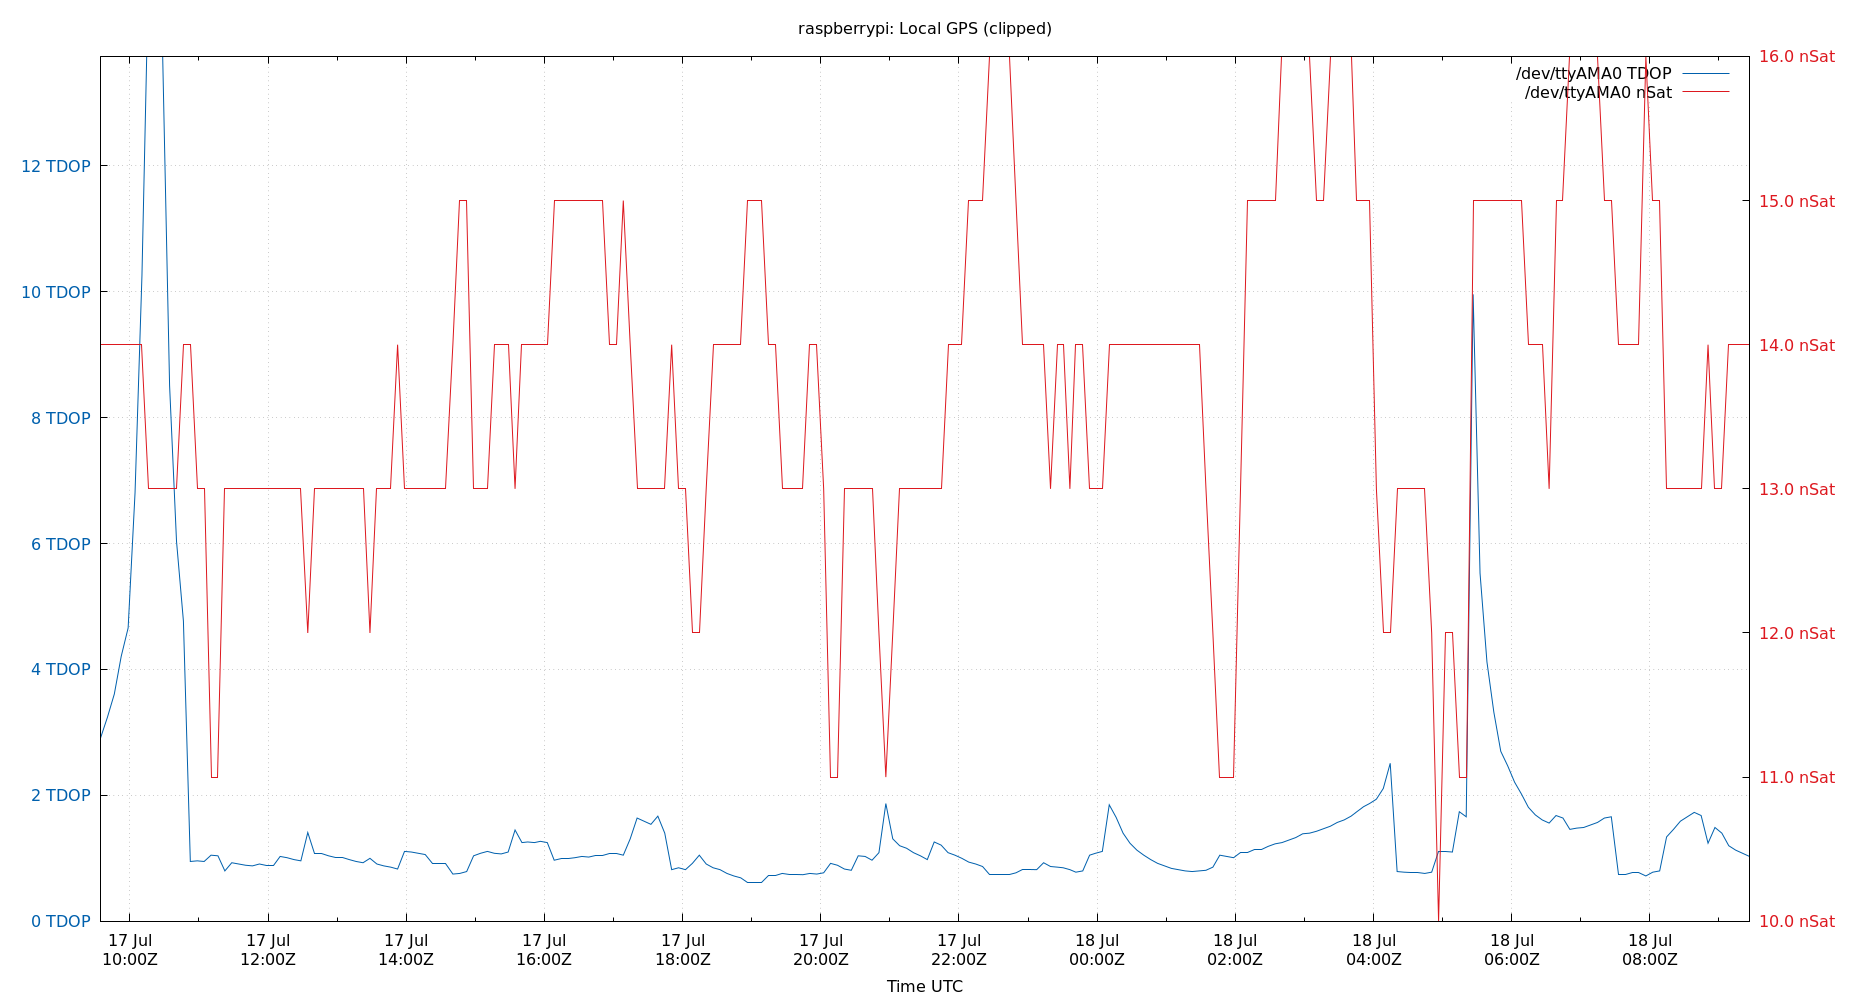 raspberrypi: Local GPS (clipped)
16.0 nSat
/dev/ttyAMA0 TDOP
/dev/ttyAMA0 nSat
12 TDOP
15.0 nSat
10 TDOP
14.0 nSat
8 TDOP
13.0 nSat
6 TDOP
12.0 nSat
4 TDOP
11.0 nSat
2 TDOP
0 TDOP
10.0 nSat
17 Jul 17 Jul 17 Jul 17 Jul 17 Jul 17 Jul 17 Jul 18 Jul 18 Jul 18 Jul 18 Jul 18 Jul
10:00Z 12:00Z 14:00Z 16:00Z 18:00Z 20:00Z 22:00Z 00:00Z 02:00Z 04:00Z 06:00Z 08:00Z
Time UTC